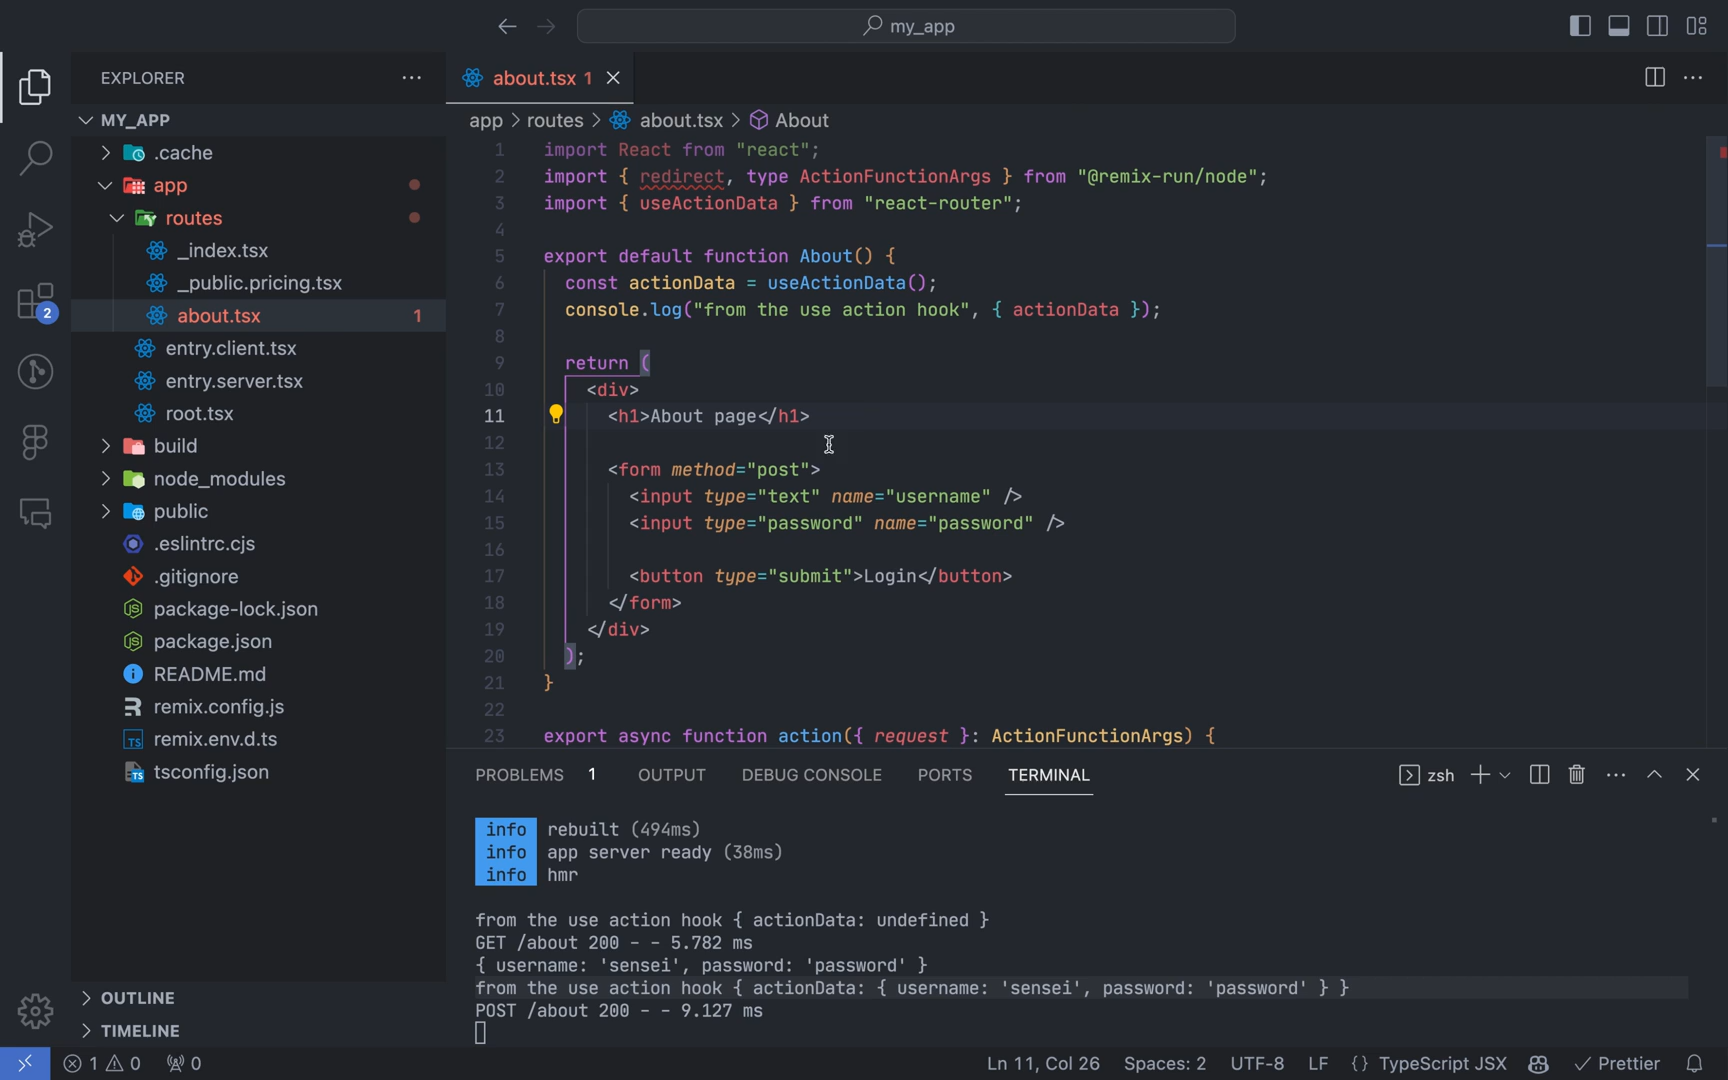 my_app
EXPLORER
MY_APP
.cache
app
routes
_index.tsx
_public.pricing.tsx
about.tsx 1
entry.client.tsx
entry.server.tsx
root.tsx
build
node_modules
public
.eslintrc.cjs
.gitignore
package-lock.json
package.json
README.md
remix.config.js
remix.env.d.ts
tsconfig.json
OUTLINE
TIMELINE
2
about.tsx 1
app > routes > about.tsx > About
1 import React from "react";
2 import { redirect, type ActionFunctionArgs } from "@remix-run/node";
3 import { useActionData } from "react-router";
4
5 export default function About() {
6 const actionData = useActionData();
7 console.log("from the use action hook", { actionData });
8
9 return (
10 <div>
11 <h1>About page</h1>
12
13 <form method="post">
14 <input type="text" name="username" />
15 <input type="password" name="password" />
16
17 <button type="submit">Login</button>
18 </form>
19 </div>
20 );
21 }
22
23 export async function action({ request }: ActionFunctionArgs) {
PROBLEMS 1 OUTPUT DEBUG CONSOLE PORTS TERMINAL zsh
info rebuilt (494ms)
info app server ready (38ms)
info hmr
from the use action hook { actionData: undefined }
GET /about 200 - - 5.782 ms
{ username: 'sensei', password: 'password' }
from the use action hook { actionData: { username: 'sensei', password: 'password' } }
POST /about 200 - - 9.127 ms
1 0 0 Ln 11, Col 26 Spaces: 2 UTF-8 LF {} TypeScript JSX Prettier